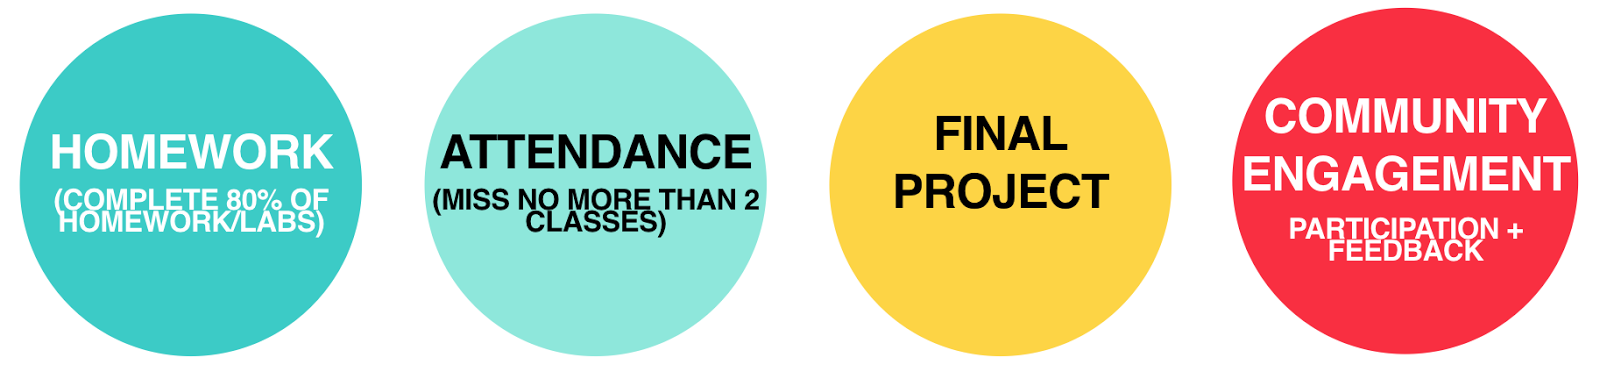 HOMEWORK
(COMPLETE 80% OF
HOMEWORK/LABS)
ATTENDANCE
(MISS NO MORE THAN 2
CLASSES)
FINAL
PROJECT
COMMUNITY
ENGAGEMENT
PARTICIPATION +
FEEDBACK